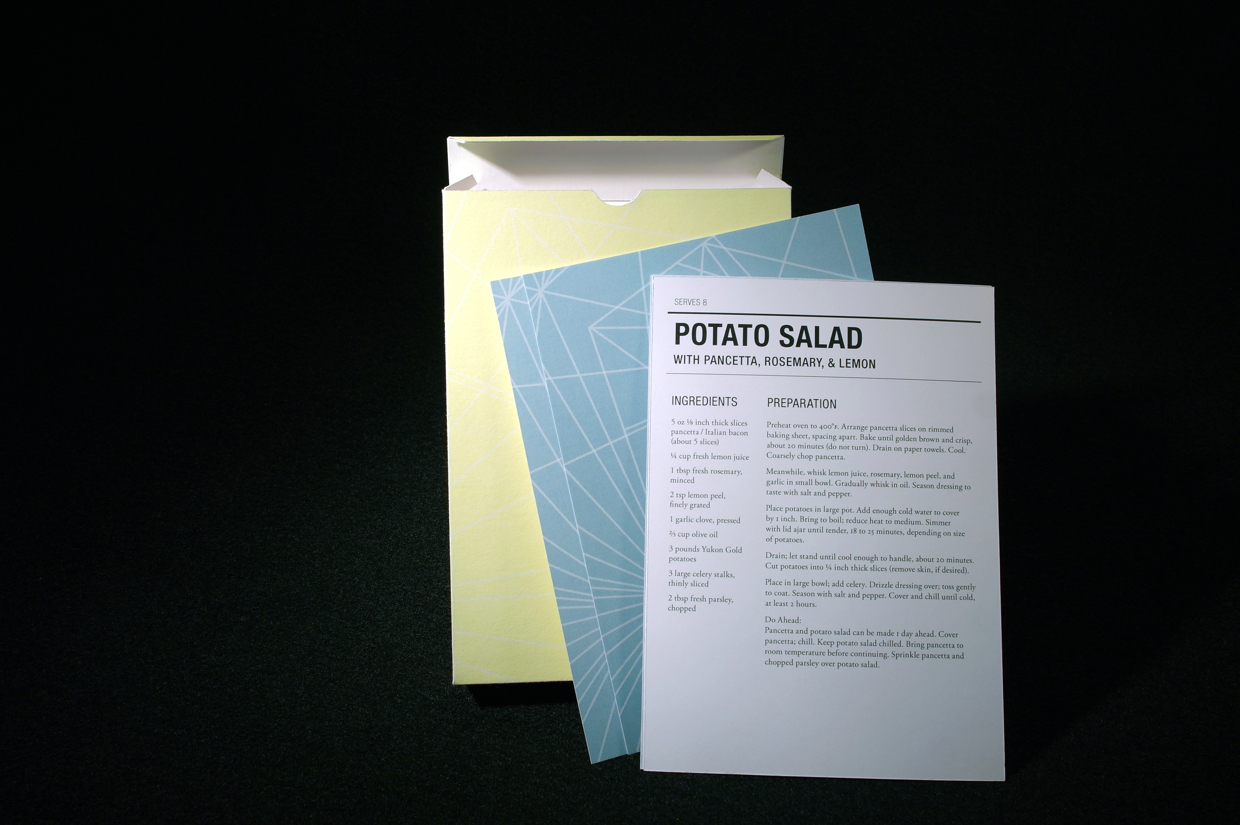 SERVES 8
POTATO SALAD
WITH PANCETTA, ROSEMARY, & LEMON
INGREDIENTS
5 oz ⅛ inch thick slices
pancetta / Italian bacon
(about 5 slices)
¼ cup fresh lemon juice
1 tbsp fresh rosemary,
minced
2 tsp lemon peel,
finely grated
1 garlic clove, pressed
⅔ cup olive oil
3 pounds Yukon Gold
potatoes
3 large celery stalks,
thinly sliced
2 tbsp fresh parsley,
chopped
PREPARATION
Preheat oven to 400°F. Arrange pancetta slices on rimmed
baking sheet, spacing apart. Bake until golden brown and crisp,
about 20 minutes (do not turn). Drain on paper towels. Cool.
Coarsely chop pancetta.
Meanwhile, whisk lemon juice, rosemary, lemon peel, and
garlic in small bowl. Gradually whisk in oil. Season dressing to
taste with salt and pepper.
Place potatoes in large pot. Add enough cold water to cover
by 1 inch. Bring to boil; reduce heat to medium. Simmer
with lid ajar until tender, 18 to 25 minutes, depending on size
of potatoes.
Drain; let stand until cool enough to handle, about 20 minutes.
Cut potatoes into ¼ inch thick slices (remove skin, if desired).
Place in large bowl; add celery. Drizzle dressing over; toss gently
to coat. Season with salt and pepper. Cover and chill until cold,
at least 2 hours.
Do Ahead:
Pancetta and potato salad can be made 1 day ahead. Cover
pancetta; chill. Keep potato salad chilled. Bring pancetta to
room temperature before continuing. Sprinkle pancetta and
chopped parsley over potato salad.